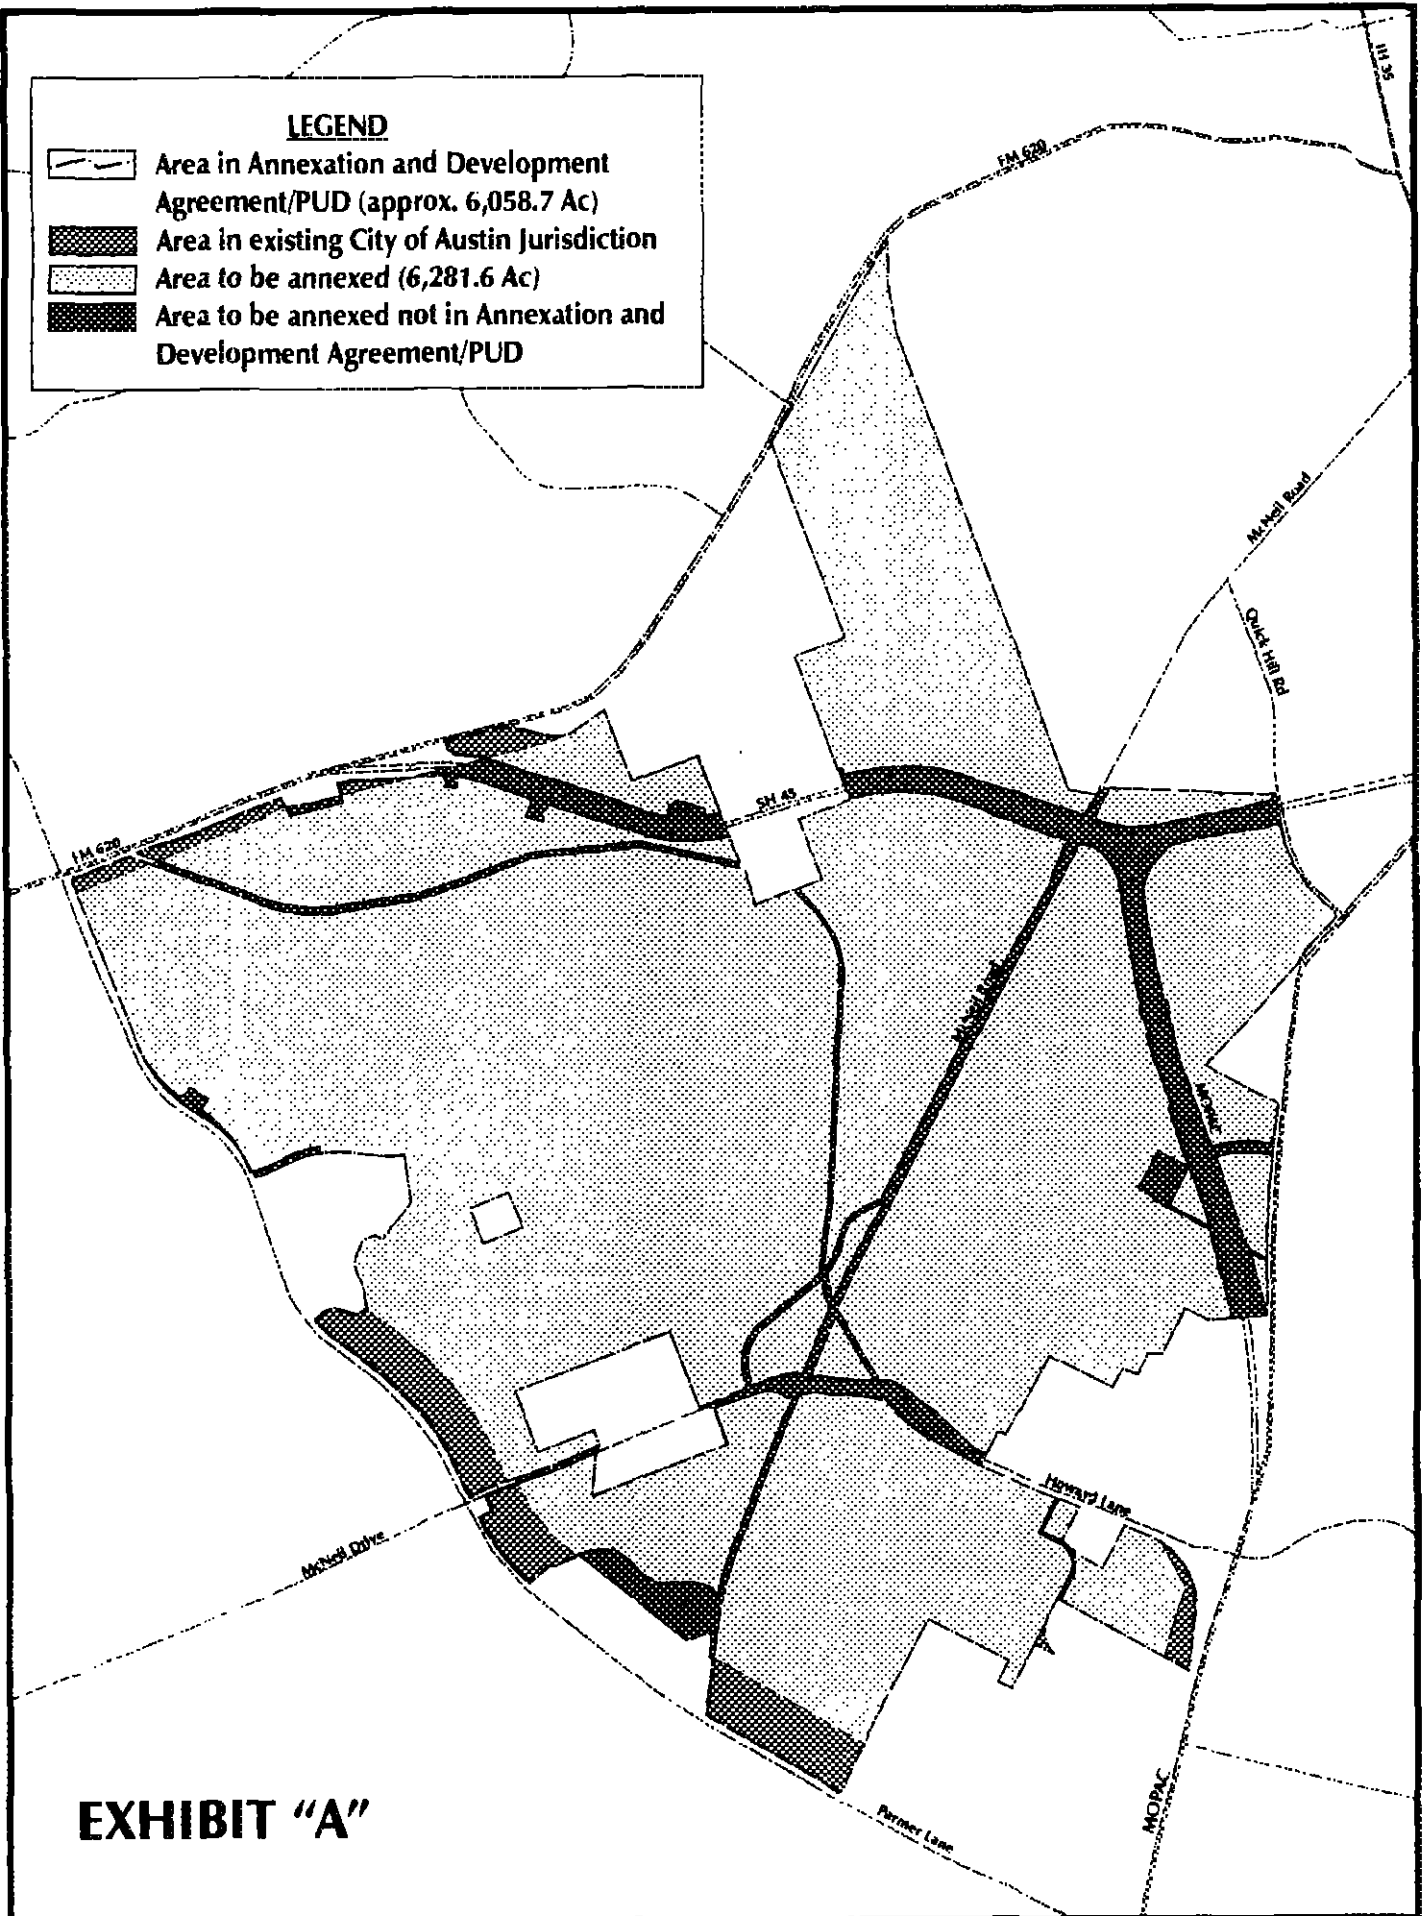 LEGEND
Area in Annexation and Development
Agreement/PUD (approx. 6,058.7 Ac)
Area in existing City of Austin Jurisdiction
Area to be annexed (6,281.6 Ac)
Area to be annexed not in Annexation and
Development Agreement/PUD
IH 35
FM 620
McNeil Road
Quick Hill Rd
SH 45
FM 620
McNeil Road
MOPAC
Howard Lane
McNeil Drive
MOPAC
Parmer Lane
EXHIBIT “A”